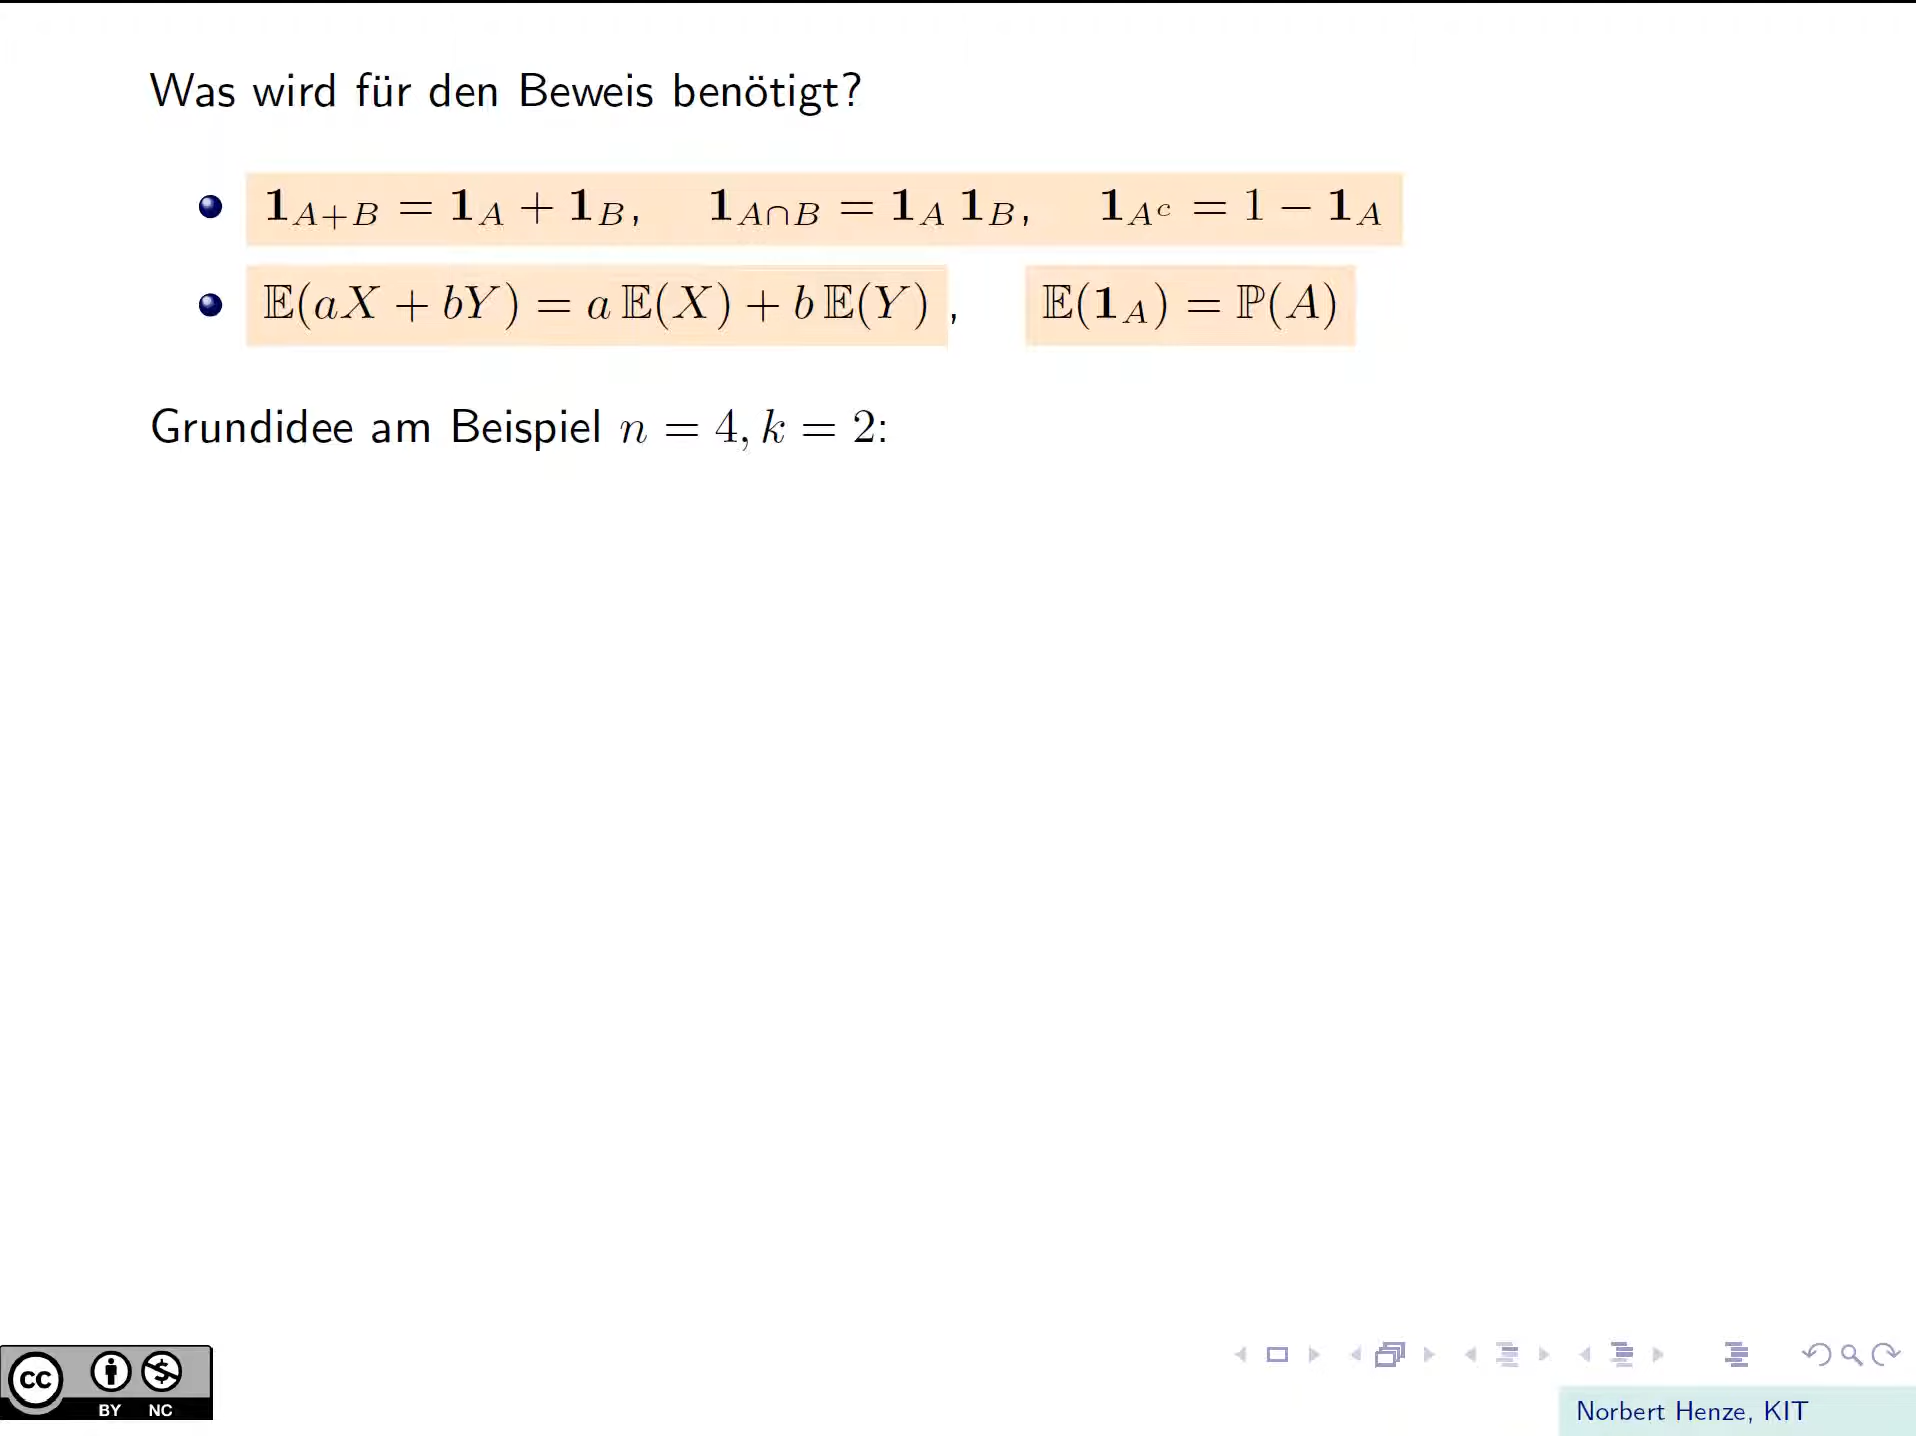 Was wird für den Beweis benötigt?
• 𝟏_{A+B} = 𝟏_A + 𝟏_B, 𝟏_{A∩B} = 𝟏_A 𝟏_B, 𝟏_{A^c} = 1 − 𝟏_A
• 𝔼(aX + bY) = a 𝔼(X) + b 𝔼(Y), 𝔼(𝟏_A) = ℙ(A)
Grundidee am Beispiel n = 4, k = 2:
cc
BY NC
Norbert Henze, KIT